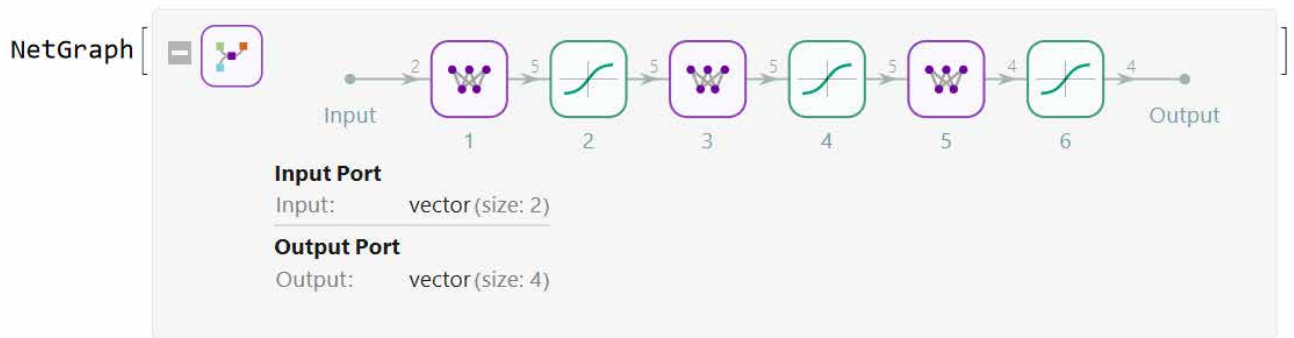 NetGraph[ ]
2 5 5 5 5 4 4
Input Output
1 2 3 4 5 6
Input Port
Input: vector (size: 2)
Output Port
Output: vector (size: 4)